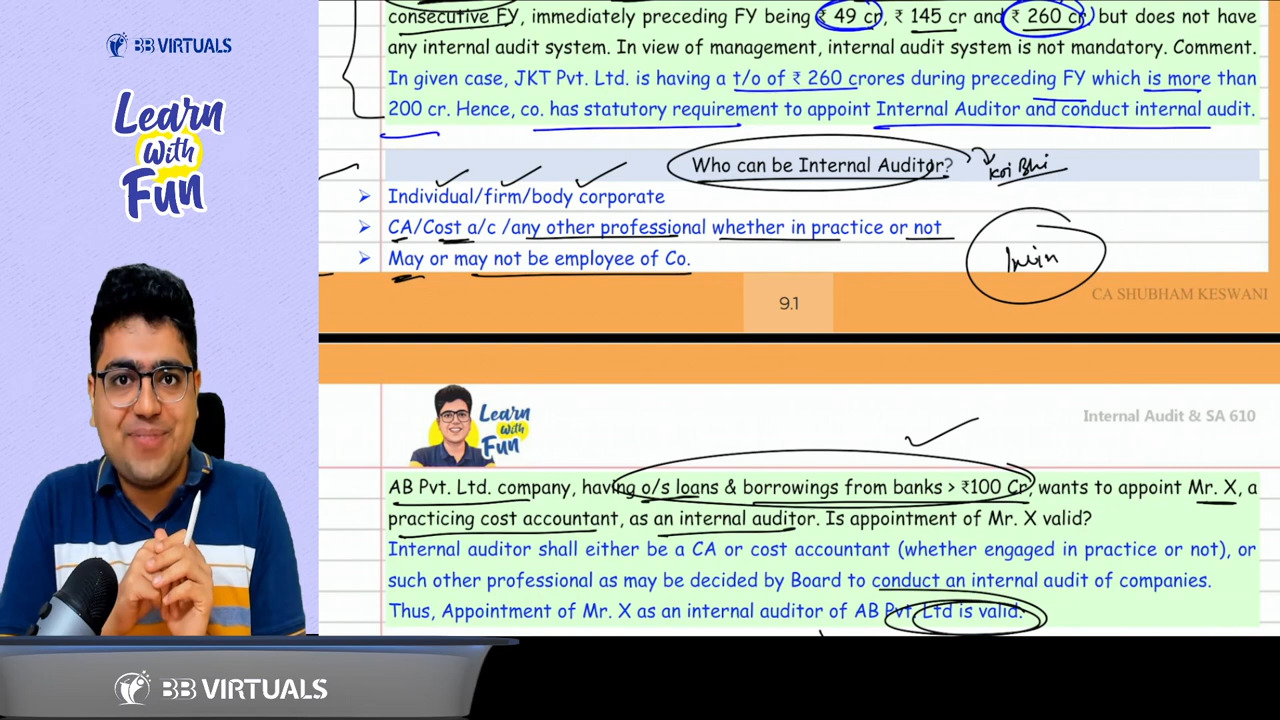 BB VIRTUALS
Learn
With
Fun
consecutive FY, immediately preceding FY being ₹ 49 cr, ₹ 145 cr and ₹ 260 cr, but does not have
any internal audit system. In view of management, internal audit system is not mandatory. Comment.
In given case, JKT Pvt. Ltd. is having a t/o of ₹ 260 crores during preceding FY which is more than
200 cr. Hence, co. has statutory requirement to appoint Internal Auditor and conduct internal audit.
Who can be Internal Auditor?
Koi Bhi
➢ Individual/firm/body corporate
➢ CA/Cost a/c /any other professional whether in practice or not
➢ May or may not be employee of Co.
CA SHUBHAM KESWANI
9.1
Learn
With
Fun
Internal Audit & SA 610
AB Pvt. Ltd. company, having o/s loans & borrowings from banks > ₹100 Cr, wants to appoint Mr. X, a
practicing cost accountant, as an internal auditor. Is appointment of Mr. X valid?
Internal auditor shall either be a CA or cost accountant (whether engaged in practice or not), or
such other professional as may be decided by Board to conduct an internal audit of companies.
Thus, Appointment of Mr. X as an internal auditor of AB Pvt. Ltd is valid.
BB VIRTUALS